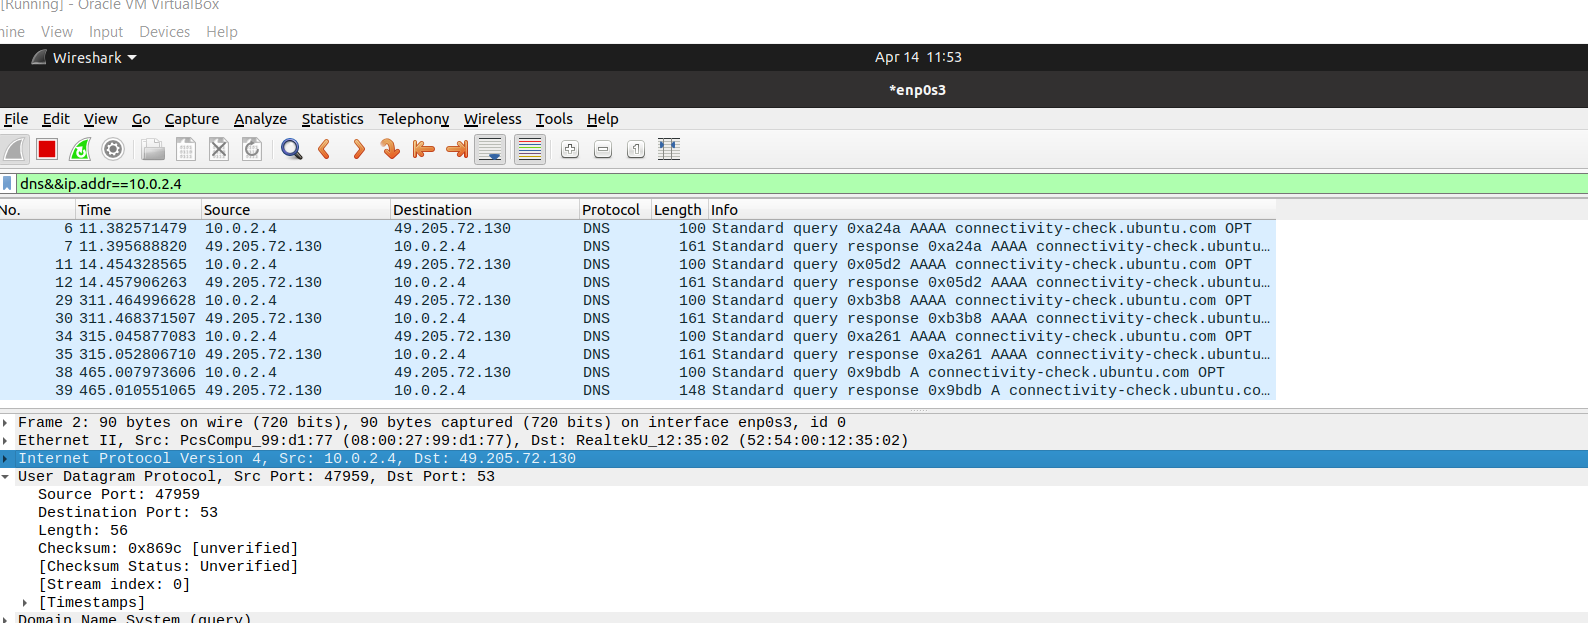 [Running] - Oracle VM VirtualBox
View Input Devices Help
Wireshark Apr 14 11:53
*enp0s3
File Edit View Go Capture Analyze Statistics Telephony Wireless Tools Help
dns&&ip.addr==10.0.2.4
No. Time Source Destination Protocol Length Info
6 11.382571479 10.0.2.4 49.205.72.130 DNS 100 Standard query 0xa24a AAAA connectivity-check.ubuntu.com OPT
7 11.395688820 49.205.72.130 10.0.2.4 DNS 161 Standard query response 0xa24a AAAA connectivity-check.ubuntu…
11 14.454328565 10.0.2.4 49.205.72.130 DNS 100 Standard query 0x05d2 AAAA connectivity-check.ubuntu.com OPT
12 14.457906263 49.205.72.130 10.0.2.4 DNS 161 Standard query response 0x05d2 AAAA connectivity-check.ubuntu…
29 311.464996628 10.0.2.4 49.205.72.130 DNS 100 Standard query 0xb3b8 AAAA connectivity-check.ubuntu.com OPT
30 311.468371507 49.205.72.130 10.0.2.4 DNS 161 Standard query response 0xb3b8 AAAA connectivity-check.ubuntu…
34 315.045877083 10.0.2.4 49.205.72.130 DNS 100 Standard query 0xa261 AAAA connectivity-check.ubuntu.com OPT
35 315.052806710 49.205.72.130 10.0.2.4 DNS 161 Standard query response 0xa261 AAAA connectivity-check.ubuntu…
38 465.007973606 10.0.2.4 49.205.72.130 DNS 100 Standard query 0x9bdb A connectivity-check.ubuntu.com OPT
39 465.010551065 49.205.72.130 10.0.2.4 DNS 148 Standard query response 0x9bdb A connectivity-check.ubuntu.co…
Frame 2: 90 bytes on wire (720 bits), 90 bytes captured (720 bits) on interface enp0s3, id 0
Ethernet II, Src: PcsCompu_99:d1:77 (08:00:27:99:d1:77), Dst: RealtekU_12:35:02 (52:54:00:12:35:02)
Internet Protocol Version 4, Src: 10.0.2.4, Dst: 49.205.72.130
User Datagram Protocol, Src Port: 47959, Dst Port: 53
Source Port: 47959
Destination Port: 53
Length: 56
Checksum: 0x869c [unverified]
[Checksum Status: Unverified]
[Stream index: 0]
[Timestamps]
Domain Name System (query)